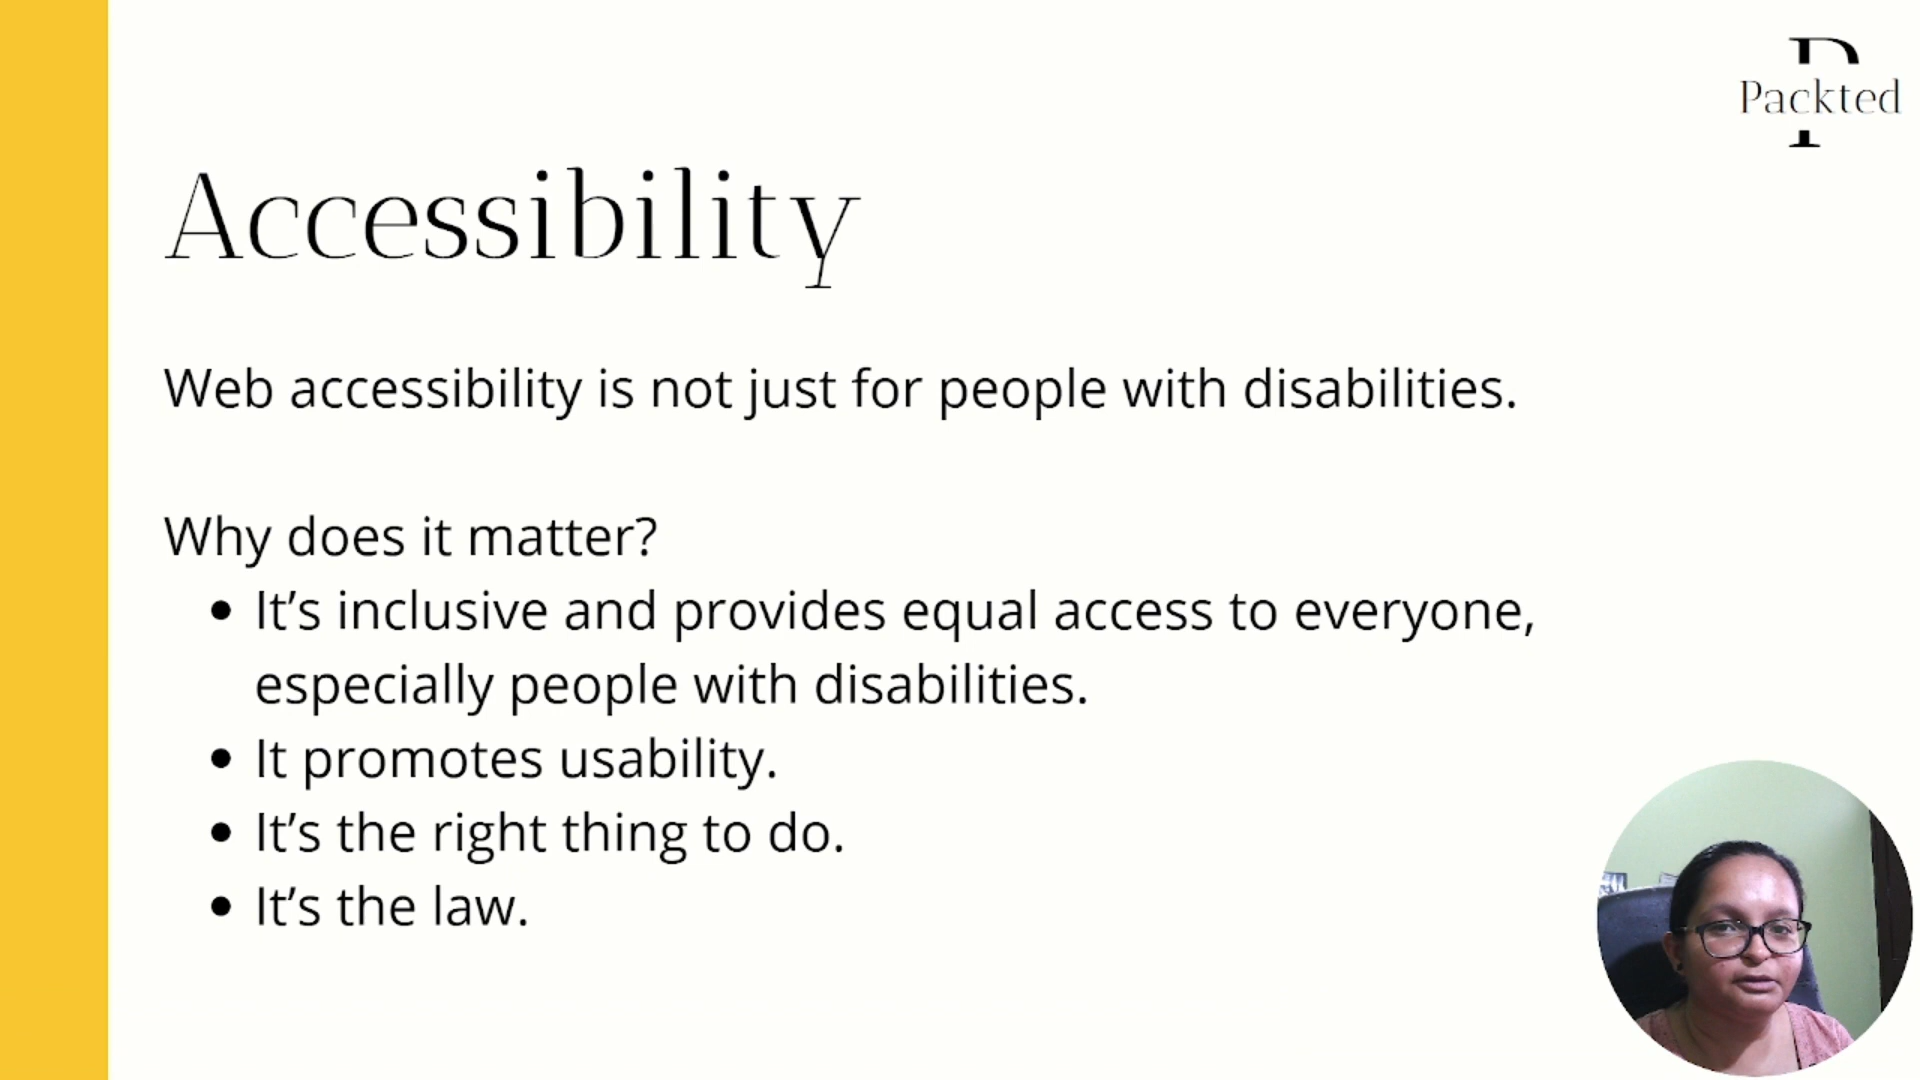 P
Packted
Accessibility
Web accessibility is not just for people with disabilities.
Why does it matter?
• It’s inclusive and provides equal access to everyone,
especially people with disabilities.
• It promotes usability.
• It’s the right thing to do.
• It’s the law.